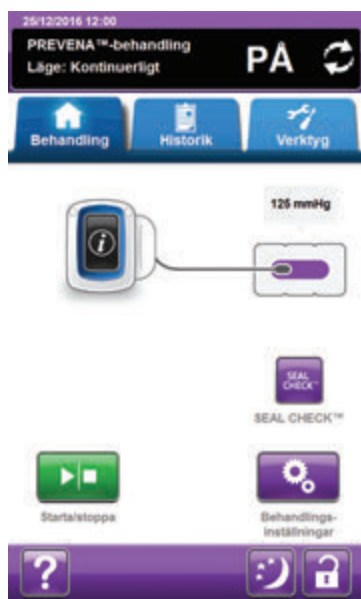 25/12/2016 12:00
PREVENA™-behandling
Läge: Kontinuerligt
PÅ
Behandling
Historik
Verktyg
125 mmHg
SEAL
CHECK™
SEAL CHECK™
Starta/stoppa
Behandlings-
inställningar
?